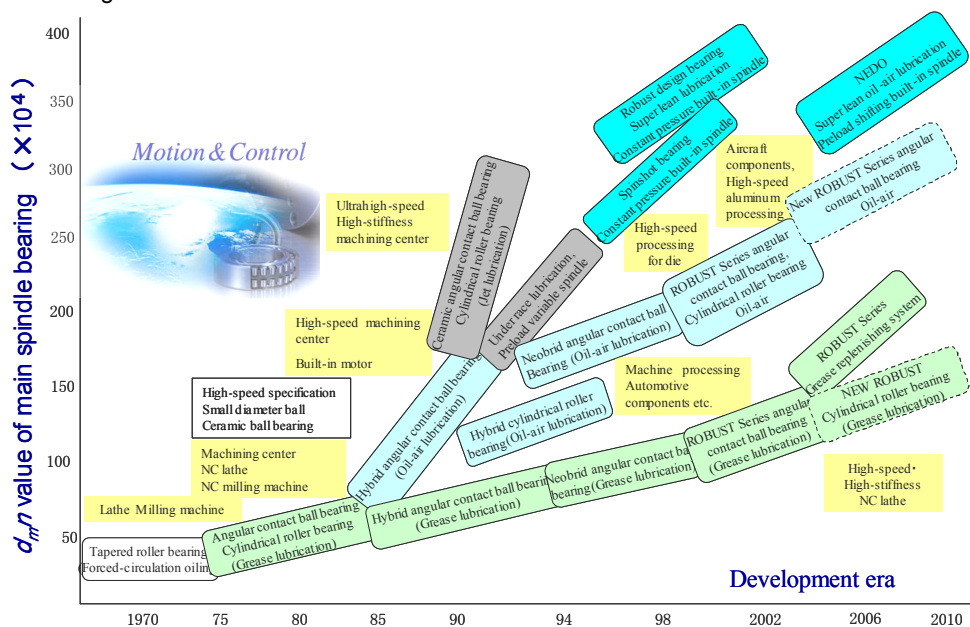 400
350
300
250
200
150
100
50
d_m n value of main spindle bearing (×10⁴)
Motion & Control
Robust design bearing
Super lean lubrication
Constant pressure built-in spindle
NEDO
Super lean oil-air lubrication
Preload shifting built-in spindle
Spinshot bearing
Constant pressure built-in spindle
Aircraft
components,
High-speed
aluminum
processing
New ROBUST Series angular
contact ball bearing
Oil-air
Ultrahigh-speed
High-stiffness
machining center
Ceramic angular contact ball bearing
Cylindrical roller bearing
(Jet lubrication)
High-speed
processing
for die
Under race lubrication,
Preload variable spindle
ROBUST Series angular
contact ball bearing,
Cylindrical roller bearing
Oil-air
High-speed machining
center
Built-in motor
Neobrid angular contact ball
Bearing (Oil-air lubrication)
ROBUST Series
Grease replenishing system
High-speed specification
Small diameter ball
Ceramic ball bearing
Hybrid angular contact ball bearing
(Oil-air lubrication)
Hybrid cylindrical roller
bearing(Oil-air lubrication)
Machine processing
Automotive
components etc.
NEW ROBUST
Cylindrical roller bearing
(Grease lubrication)
Machining center
NC lathe
NC milling machine
ROBUST Series angular
contact ball bearing
(Grease lubrication)
Lathe Milling machine
Angular contact ball bearing
Cylindrical roller bearing
(Grease lubrication)
Hybrid angular contact ball bearin
(Grease lubrication)
Neobrid angular contact ba
bearing(Grease lubrication
High-speed・
High-stiffness
NC lathe
Tapered roller bearing
(Forced-circulation oilin
Development era
1970 75 80 85 90 94 98 2002 2006 2010